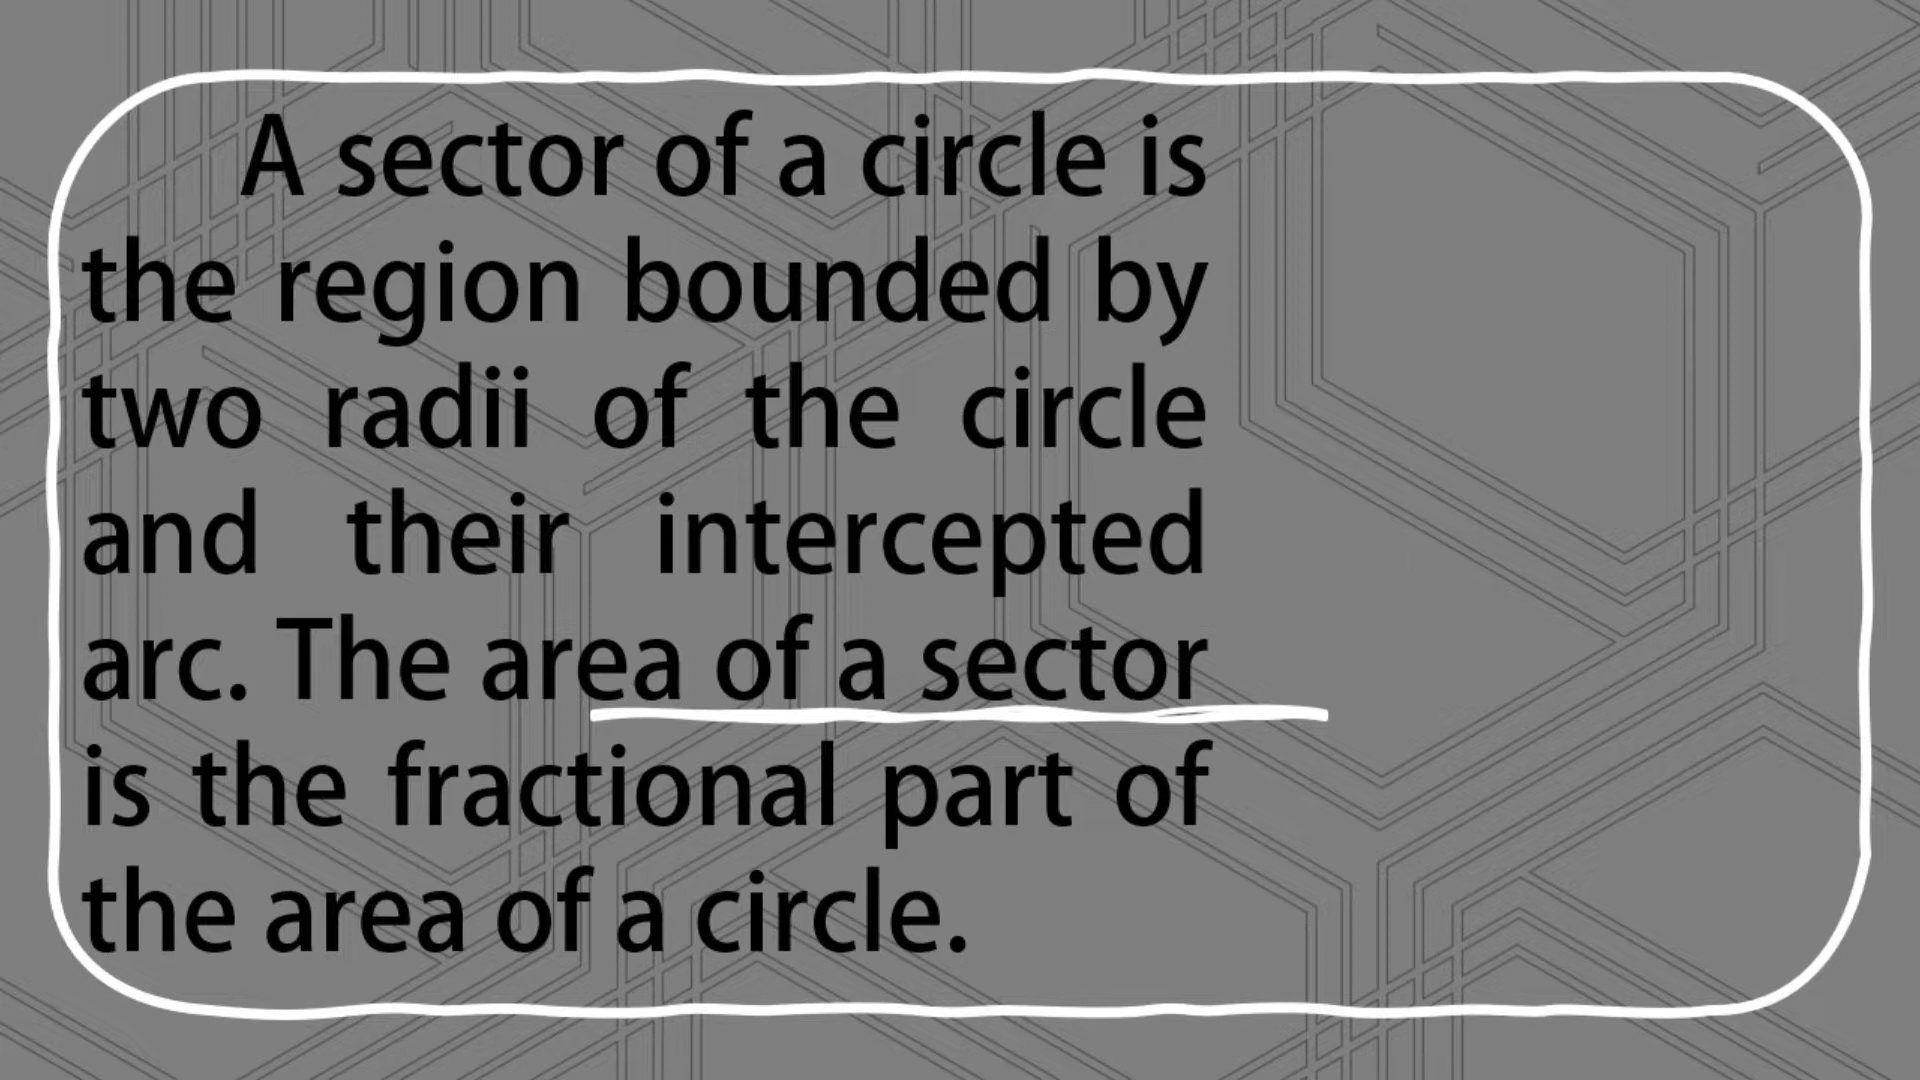 A sector of a circle is
the region bounded by
two radii of the circle
and their intercepted
arc. The area of a sector
is the fractional part of
the area of a circle.